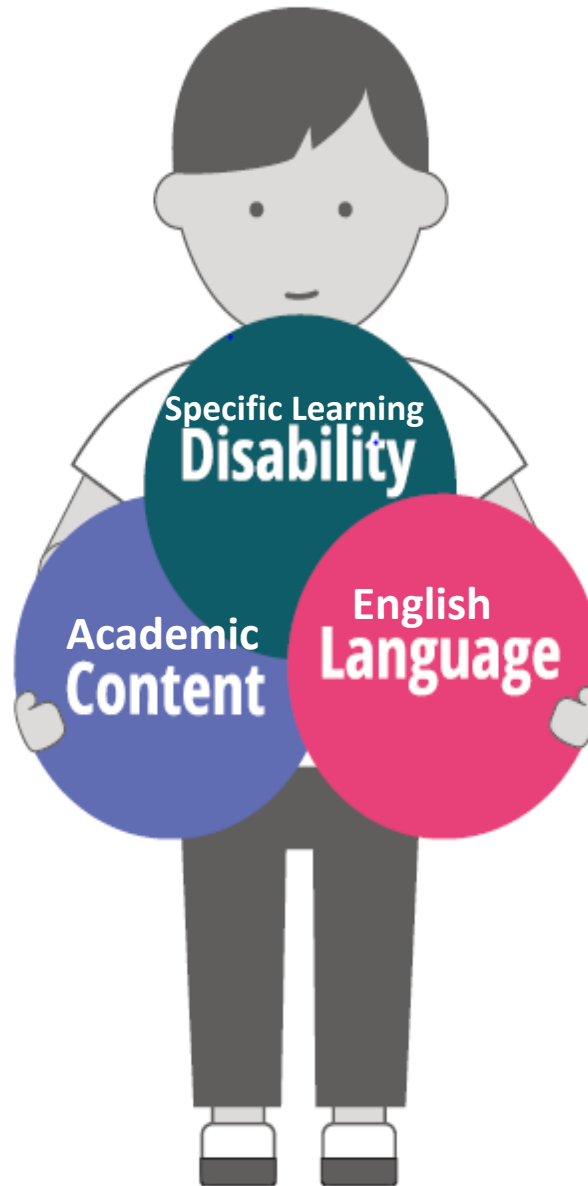 Specific Learning
Disability
Academic
Content
English
Language